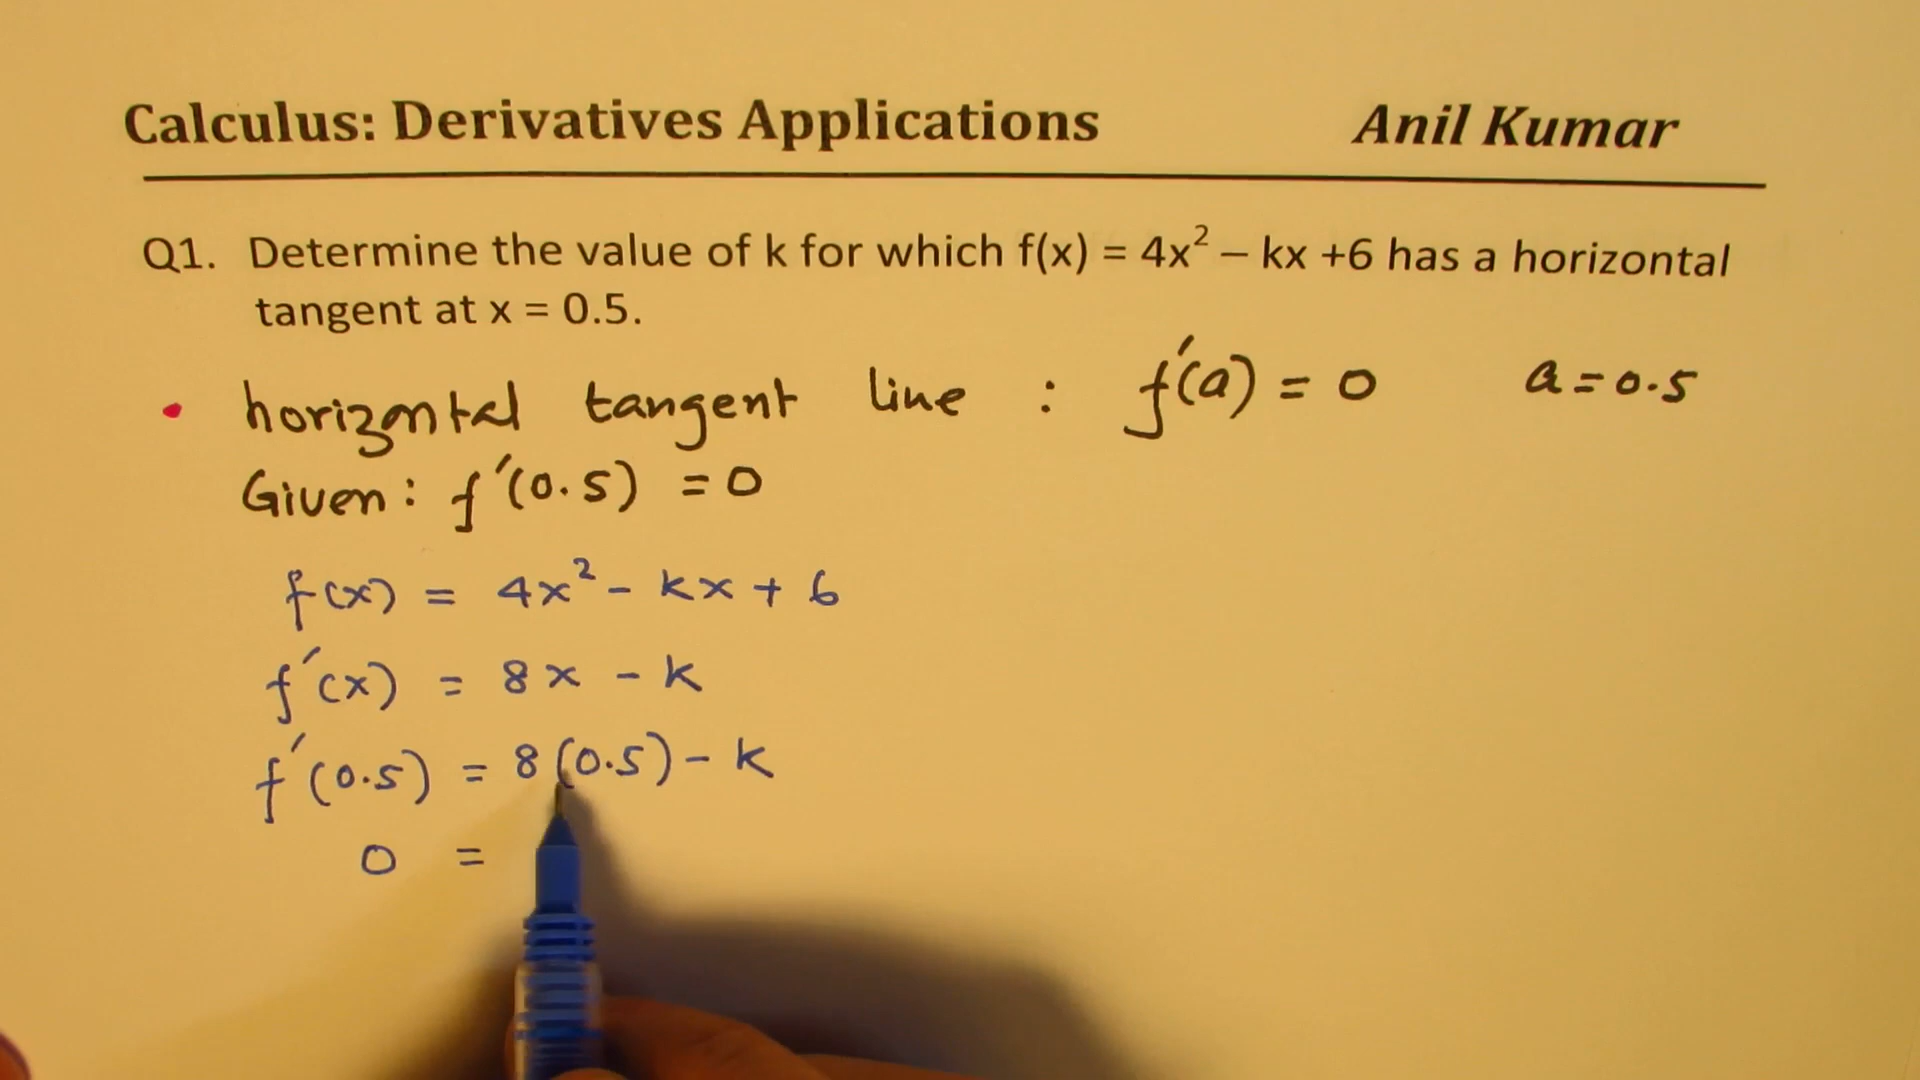 Calculus: Derivatives Applications Anil Kumar
Q1. Determine the value of k for which f(x) = 4x² – kx +6 has a horizontal
tangent at x = 0.5.
• horizontal tangent line : f′(a) = 0 a = 0.5
Given: f′(0.5) = 0
f(x) = 4x² - kx + 6
f′(x) = 8x - k
f′(0.5) = 8(0.5) - k
0 =